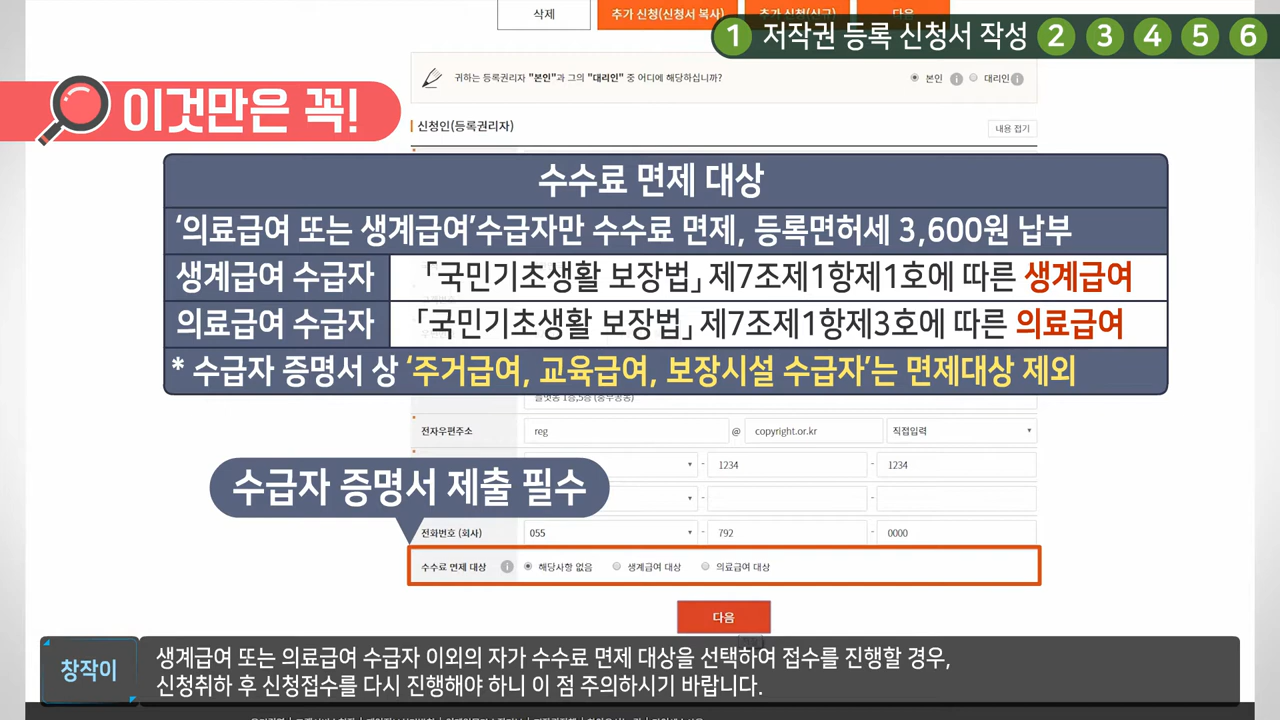 삭제
추가 신청(신청서 복사)
추가 신청(신규)
다음
1 저작권 등록 신청서 작성 2 3 4 5 6
귀하는 등록권리자 "본인"과 그의 "대리인" 중 어디에 해당하십니까?
본인
대리인
이것만은 꼭!
신청인(등록권리자)
내용 접기
수수료 면제 대상
‘의료급여 또는 생계급여’수급자만 수수료 면제, 등록면허세 3,600원 납부
생계급여 수급자
「국민기초생활 보장법」 제7조제1항제1호에 따른 생계급여
의료급여 수급자
「국민기초생활 보장법」 제7조제1항제3호에 따른 의료급여
* 수급자 증명서 상 ‘주거급여, 교육급여, 보장시설 수급자’는 면제대상 제외
전자우편주소
reg @ copyright.or.kr 직접입력
- 1234 - 1234
수급자 증명서 제출 필수
- -
전화번호 (회사) 055 - 792 - 0000
수수료 면제 대상 해당사항 없음 생계급여 대상 의료급여 대상
다음
창작이
생계급여 또는 의료급여 수급자 이외의 자가 수수료 면제 대상을 선택하여 접수를 진행할 경우,
신청취하 후 신청접수를 다시 진행해야 하니 이 점 주의하시기 바랍니다.